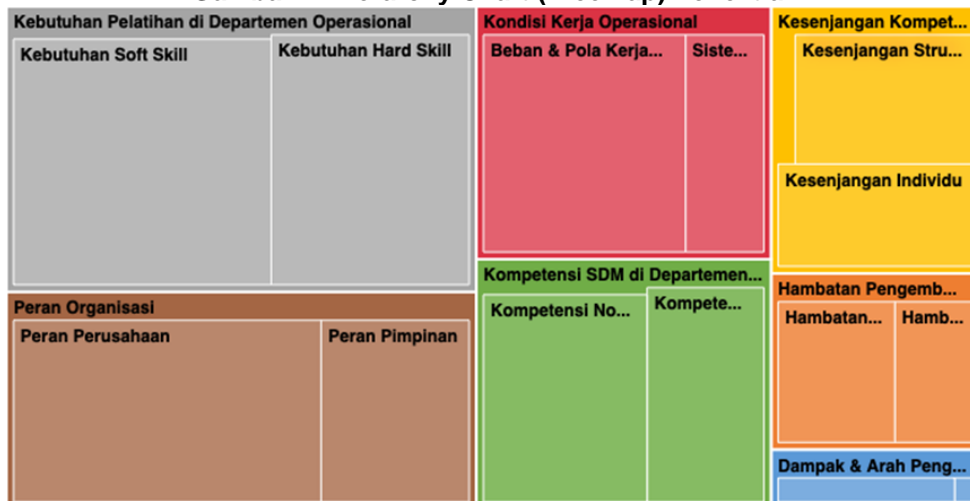 Kebutuhan Pelatihan di Departemen Operasional
Kebutuhan Soft Skill
Kebutuhan Hard Skill
Peran Organisasi
Peran Perusahaan
Peran Pimpinan
Kondisi Kerja Operasional
Beban & Pola Kerja...
Siste...
Kompetensi SDM di Departemen...
Kompetensi No...
Kompete...
Kesenjangan Kompet...
Kesenjangan Stru...
Kesenjangan Individu
Hambatan Pengemb...
Hambatan...
Hamb...
Dampak & Arah Peng...